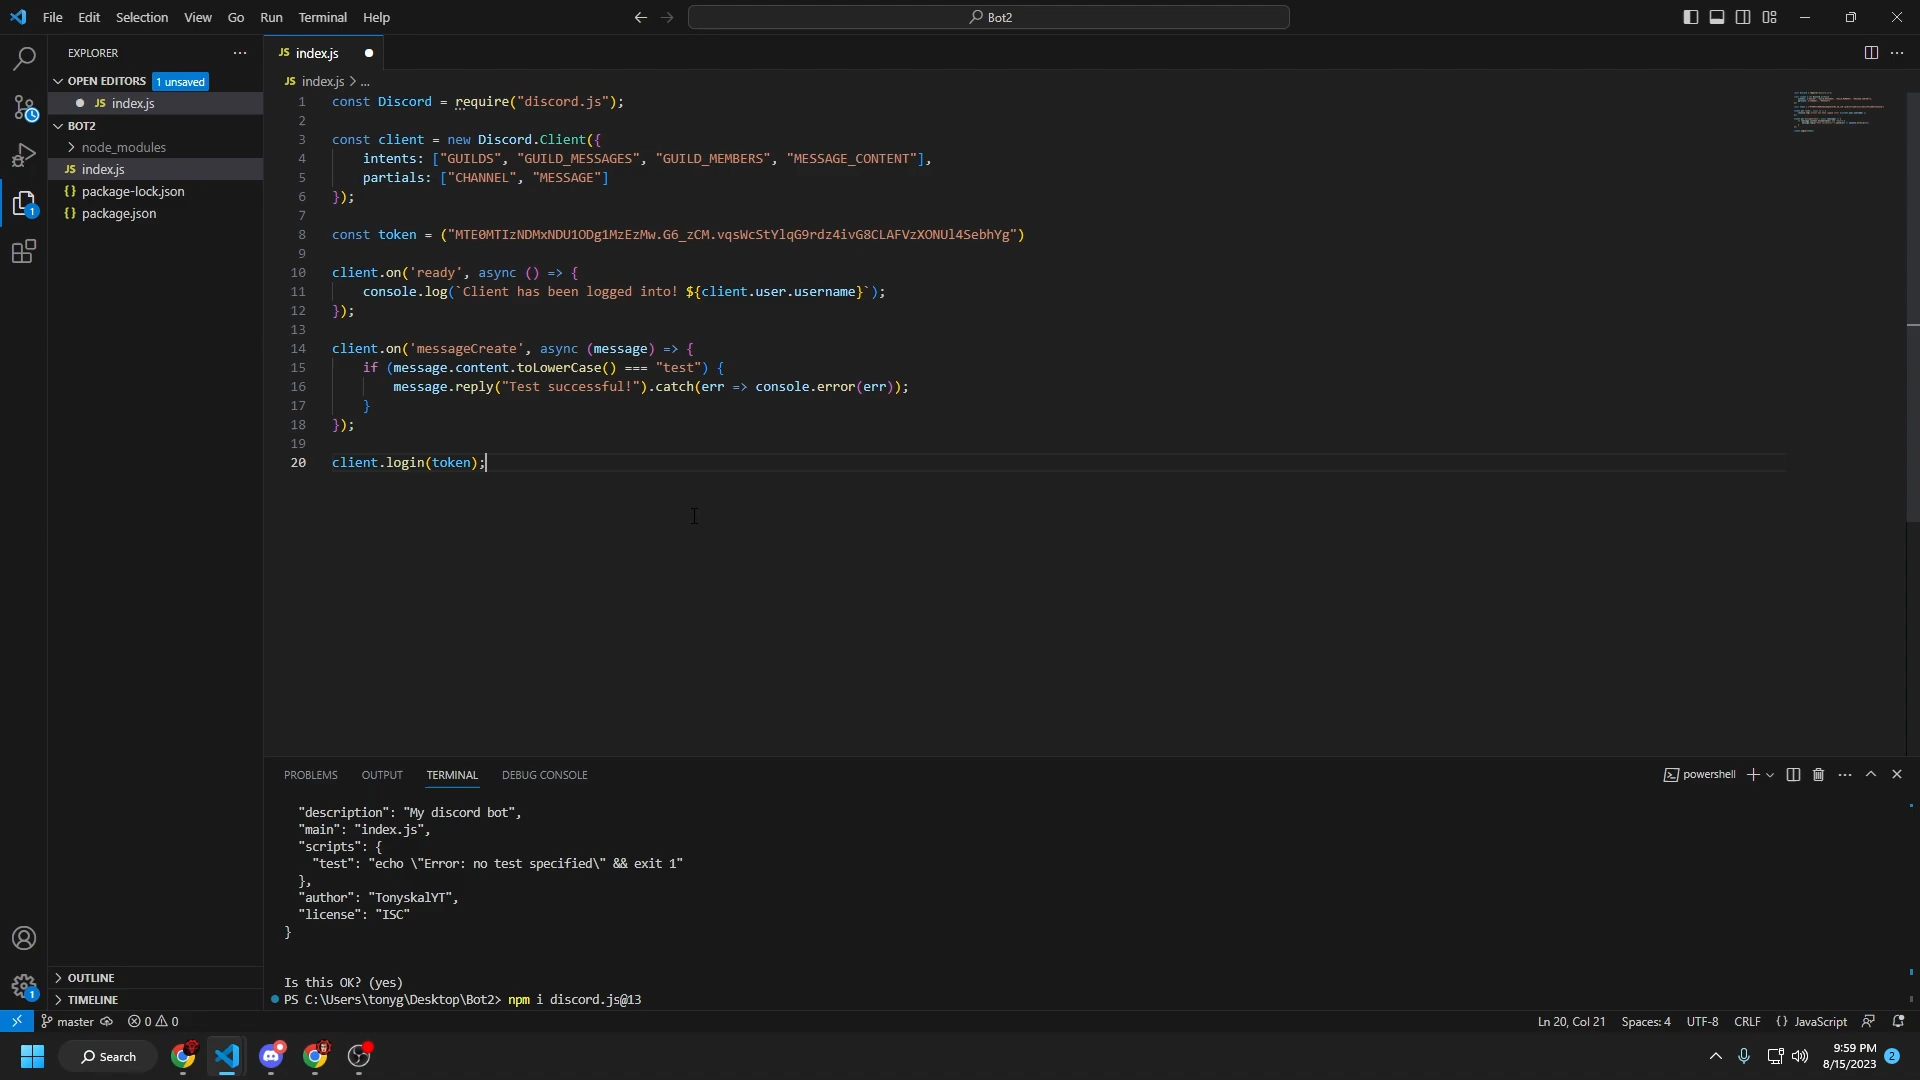 File Edit Selection View Go Run Terminal Help
Bot2
EXPLORER
OPEN EDITORS 1 unsaved
JS index.js
BOT2
node_modules
JS index.js
{} package-lock.json
{} package.json
OUTLINE
TIMELINE
JS index.js
JS index.js > ...
1 const Discord = require("discord.js");
2
3 const client = new Discord.Client({
4 intents: ["GUILDS", "GUILD_MESSAGES", "GUILD_MEMBERS", "MESSAGE_CONTENT"],
5 partials: ["CHANNEL", "MESSAGE"]
6 });
7
8 const token = ("MTE0MTIzNDMxNDU1ODg1MzEzMw.G6_zCM.vqsWcStYlqG9rdz4ivG8CLAFVzXONUl4SebhYg")
9
10 client.on('ready', async () => {
11 console.log(`Client has been logged into! ${client.user.username}`);
12 });
13
14 client.on('messageCreate', async (message) => {
15 if (message.content.toLowerCase() === "test") {
16 message.reply("Test successful!").catch(err => console.error(err));
17 }
18 });
19
20 client.login(token);
PROBLEMS OUTPUT TERMINAL DEBUG CONSOLE
powershell
"description": "My discord bot",
"main": "index.js",
"scripts": {
"test": "echo \"Error: no test specified\" && exit 1"
},
"author": "TonyskalYT",
"license": "ISC"
}
Is this OK? (yes)
PS C:\Users\tonyg\Desktop\Bot2> npm i discord.js@13
master 0 0
Ln 20, Col 21 Spaces: 4 UTF-8 CRLF {} JavaScript
Search
9:59 PM
8/15/2023
2